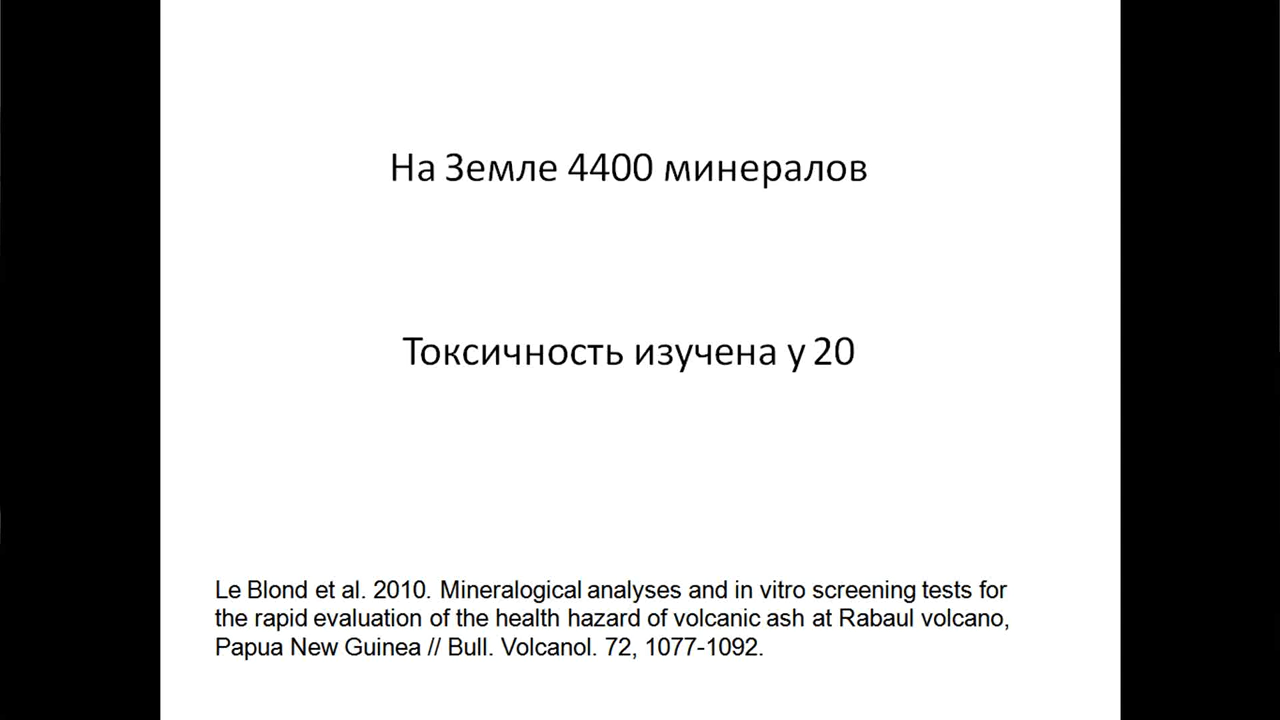 На Земле 4400 минералов
Токсичность изучена у 20
Le Blond et al. 2010. Mineralogical analyses and in vitro screening tests for
the rapid evaluation of the health hazard of volcanic ash at Rabaul volcano,
Papua New Guinea // Bull. Volcanol. 72, 1077-1092.